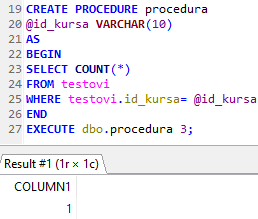 19 CREATE PROCEDURE procedura
20 @id_kursa VARCHAR(10)
21 AS
22 BEGIN
23 SELECT COUNT(*)
24 FROM testovi
25 WHERE testovi.id_kursa= @id_kursa
26 END
27 EXECUTE dbo.procedura 3;
Result #1 (1r × 1c)
COLUMN1
1